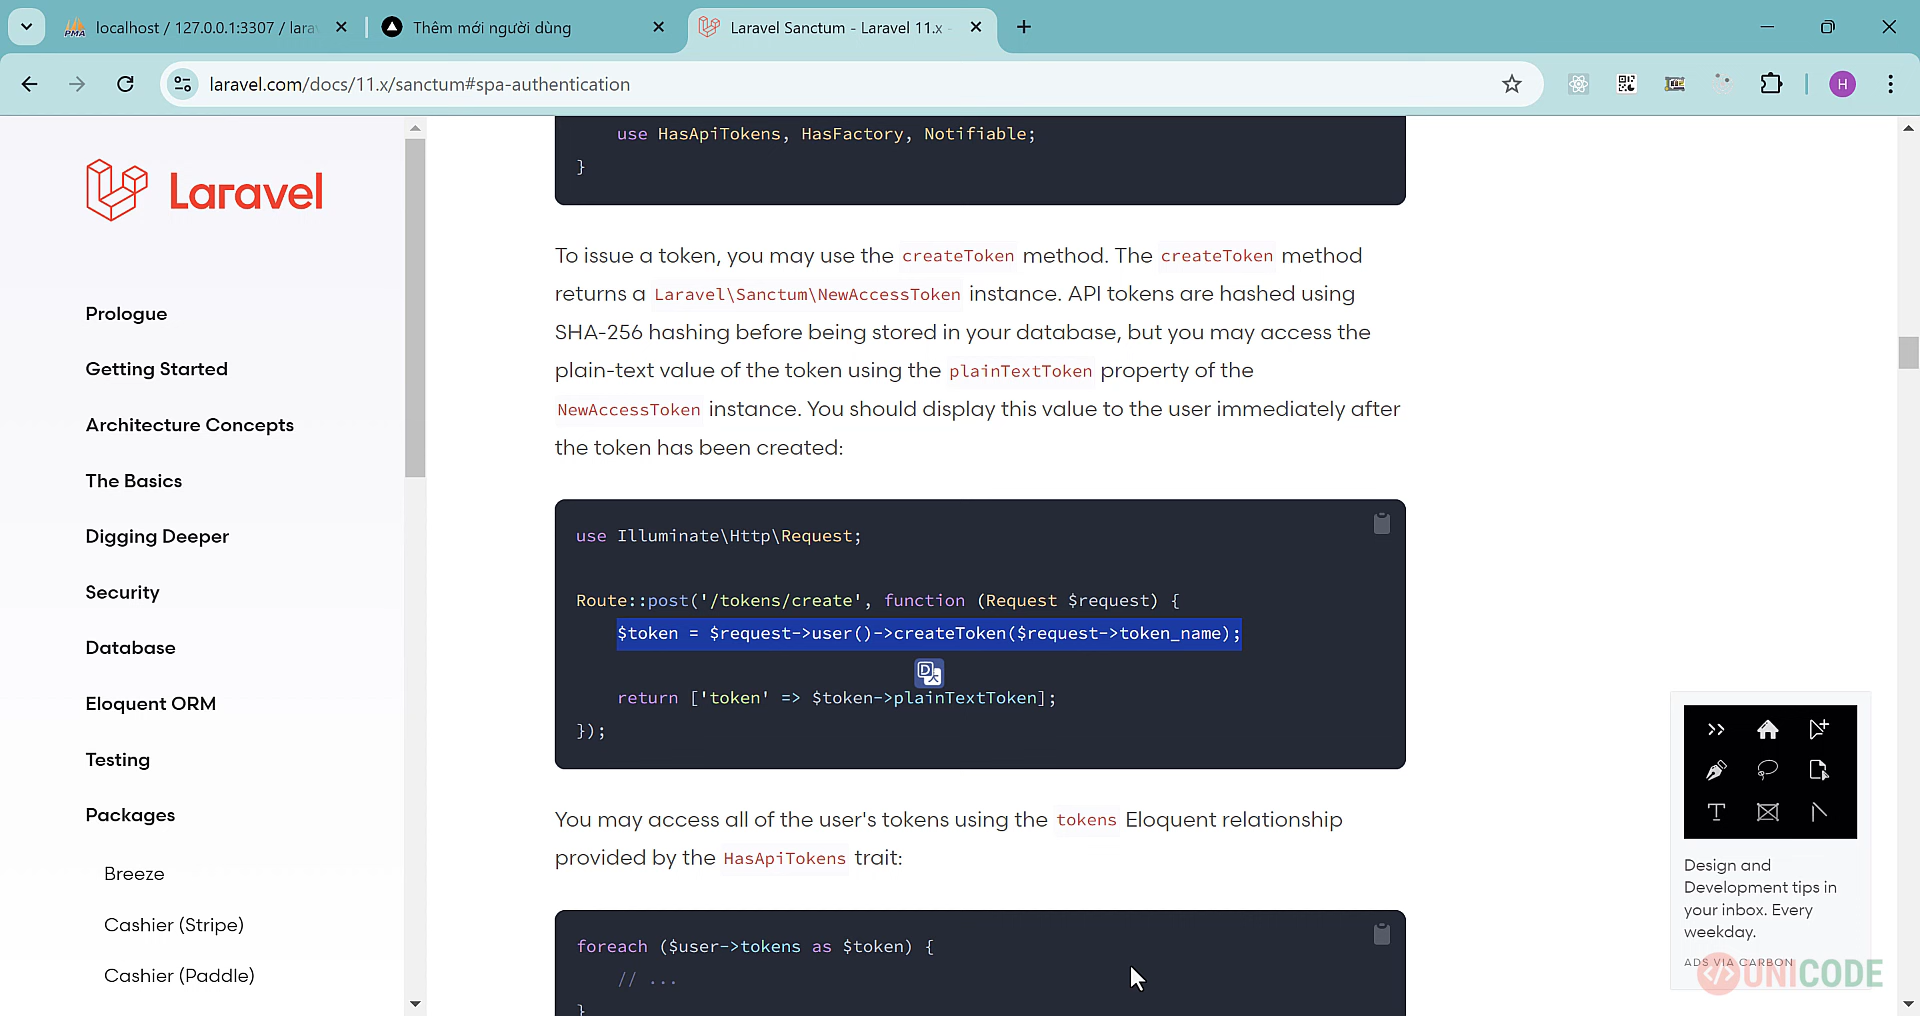 localhost / 127.0.0.1:3307 / lara
Thêm mới người dùng
Laravel Sanctum - Laravel 11.x -
laravel.com/docs/11.x/sanctum#spa-authentication
H
Laravel
Prologue
Getting Started
Architecture Concepts
The Basics
Digging Deeper
Security
Database
Eloquent ORM
Testing
Packages
Breeze
Cashier (Stripe)
Cashier (Paddle)
use HasApiTokens, HasFactory, Notifiable;
}
To issue a token, you may use the createToken method. The createToken method
returns a Laravel\Sanctum\NewAccessToken instance. API tokens are hashed using
SHA-256 hashing before being stored in your database, but you may access the
plain-text value of the token using the plainTextToken property of the
NewAccessToken instance. You should display this value to the user immediately after
the token has been created:
use Illuminate\Http\Request;
Route::post('/tokens/create', function (Request $request) {
$token = $request->user()->createToken($request->token_name);
return ['token' => $token->plainTextToken];
});
You may access all of the user's tokens using the tokens Eloquent relationship
provided by the HasApiTokens trait:
foreach ($user->tokens as $token) {
// ...
}
Design and
Development tips in
your inbox. Every
weekday.
ADS VIA CARBON
UNICODE